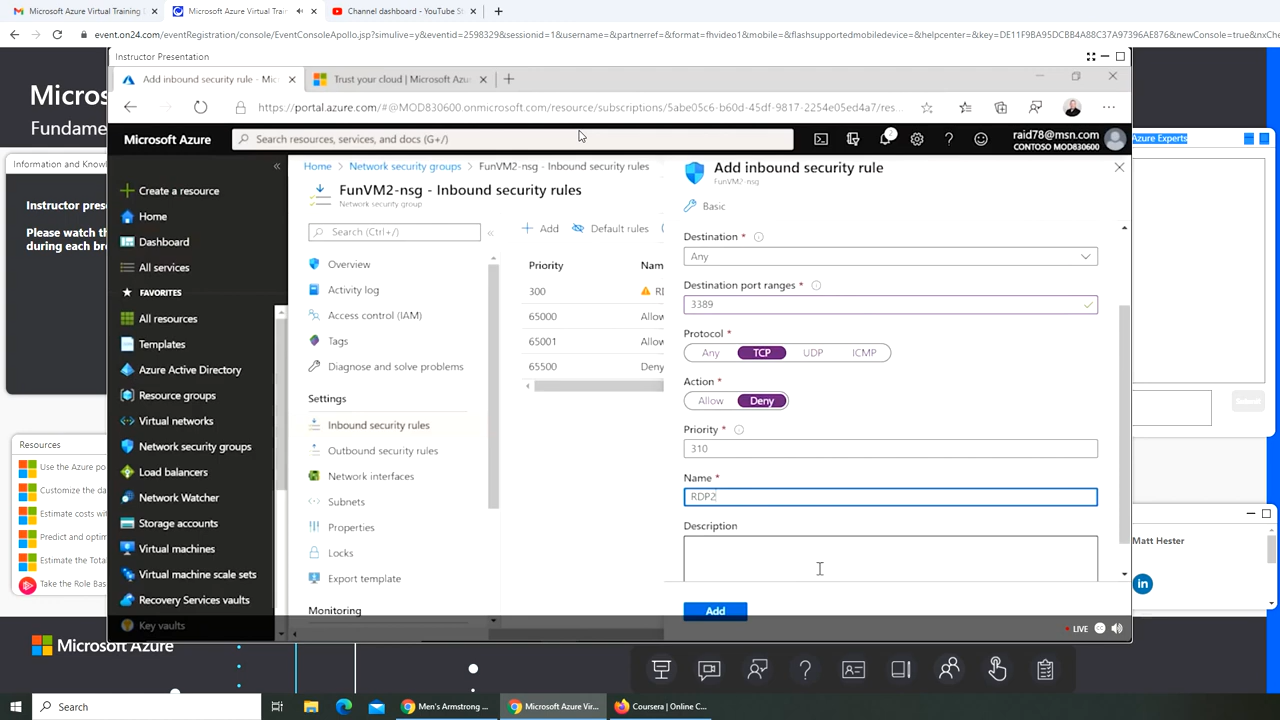 Microsoft Azure Virtual Training D
Microsoft Azure Virtual Trai
Channel dashboard - YouTube S
event.on24.com/eventRegistration/console/EventConsoleApollo.jsp?simulive=y&eventid=2598329&sessionid=1&username=&partnerref=&format=fhvideo1&mobile=&flashsupportedmobiledevice=&helpcenter=&key=DE11F9BA95DCBB4A88C37A97396AE876&newConsole=true&nxChe
Instructor Presentation
Micros
Fundame
Information and Know
Instructor pres
Please watch th
during each bre
Add inbound security rule - Mic
Trust your cloud | Microsoft Azu
https://portal.azure.com/#@MOD830600.onmicrosoft.com/resource/subscriptions/5abe05c6-b60d-45df-9817-2254e05ed4a7/res...
Microsoft Azure
Search resources, services, and docs (G+/)
2
raid78@msn.com
CONTOSO MOD830600
Azure Experts
Create a resource
Home
Dashboard
All services
FAVORITES
All resources
Templates
Azure Active Directory
Resource groups
Virtual networks
Network security groups
Load balancers
Network Watcher
Storage accounts
Virtual machines
Virtual machine scale sets
Recovery Services vaults
Key vaults
Home > Network security groups > FunVM2-nsg - Inbound security rules
FunVM2-nsg - Inbound security rules
Network security group
Search (Ctrl+/)
Overview
Activity log
Access control (IAM)
Tags
Diagnose and solve problems
Settings
Inbound security rules
Outbound security rules
Network interfaces
Subnets
Properties
Locks
Export template
Monitoring
Add
Default rules
Priority Nam
300 RD
65000 Allow
65001 Allow
65500 Deny
Add inbound security rule
FunVM2-nsg
Basic
Destination *
Any
Destination port ranges *
3389
Protocol *
Any TCP UDP ICMP
Action *
Allow Deny
Priority *
310
Name *
RDP2
Description
Add
LIVE
Submit
Matt Hester
Resources
Use the Azure po
Customize the da
Estimate costs wi
Predict and optim
Estimate the Tota
Take the Role Bas
Microsoft Azure
Search
Men's Armstrong ...
Microsoft Azure Vir...
Coursera | Online C...